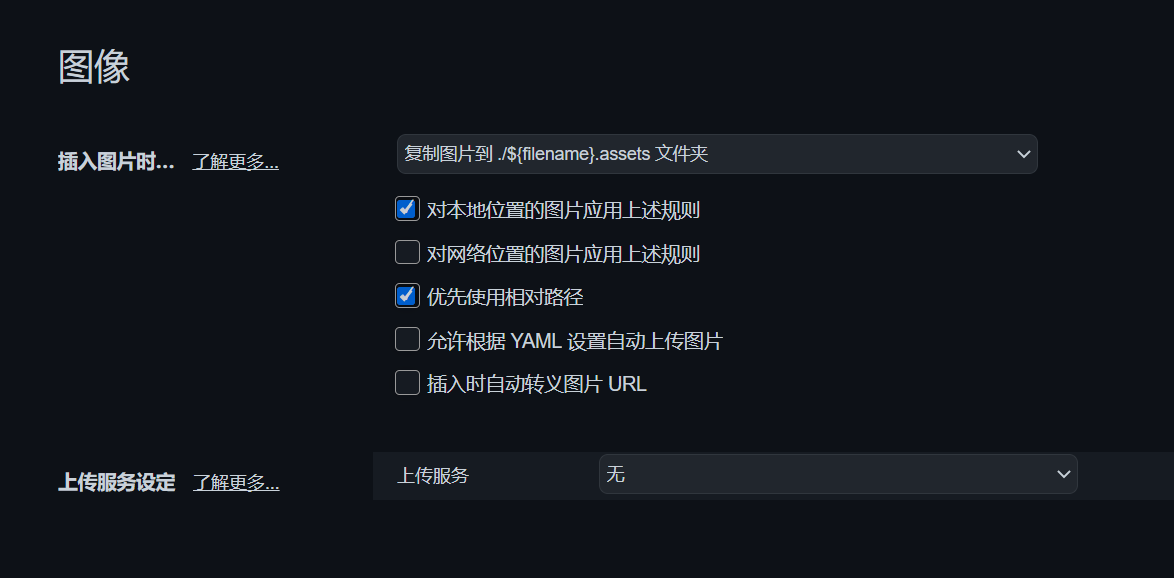 图像
插入图片时... 了解更多... 复制图片到 ./${filename}.assets 文件夹
对本地位置的图片应用上述规则
对网络位置的图片应用上述规则
优先使用相对路径
允许根据 YAML 设置自动上传图片
插入时自动转义图片 URL
上传服务设定 了解更多... 上传服务 无